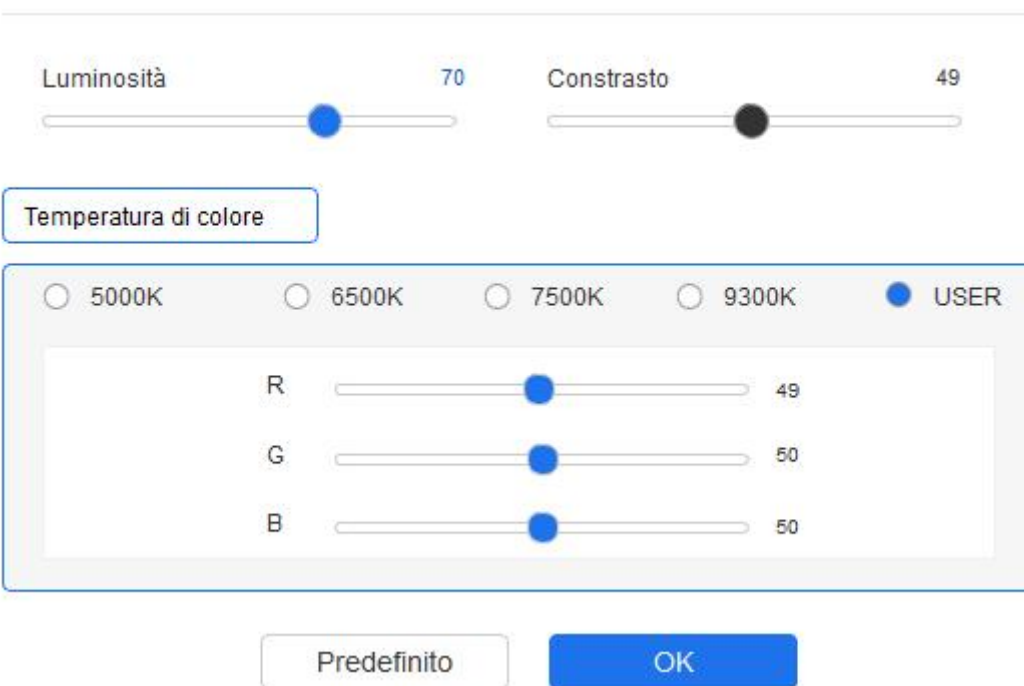 Luminosità 70 Constrasto 49
Temperatura di colore
5000K 6500K 7500K 9300K USER
R 49
G 50
B 50
Predefinito OK